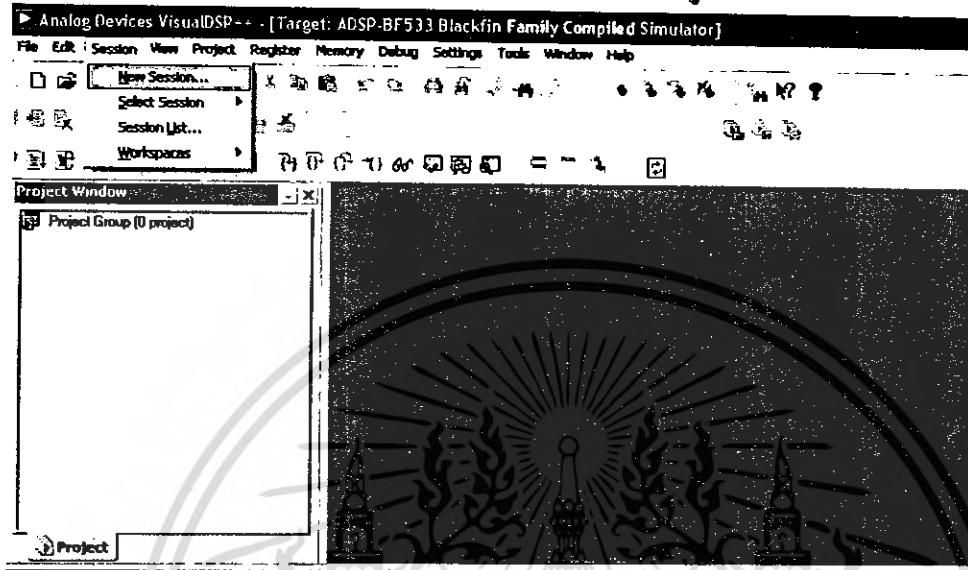 Analog Devices VisualDSP++ - [Target: ADSP-BF533 Blackfin Family Compiled Simulator]
File Edit Session View Project Register Memory Debug Settings Tools Window Help
New Session...
Select Session
Session List...
Workspaces
Project Window
Project Group (0 project)
Project